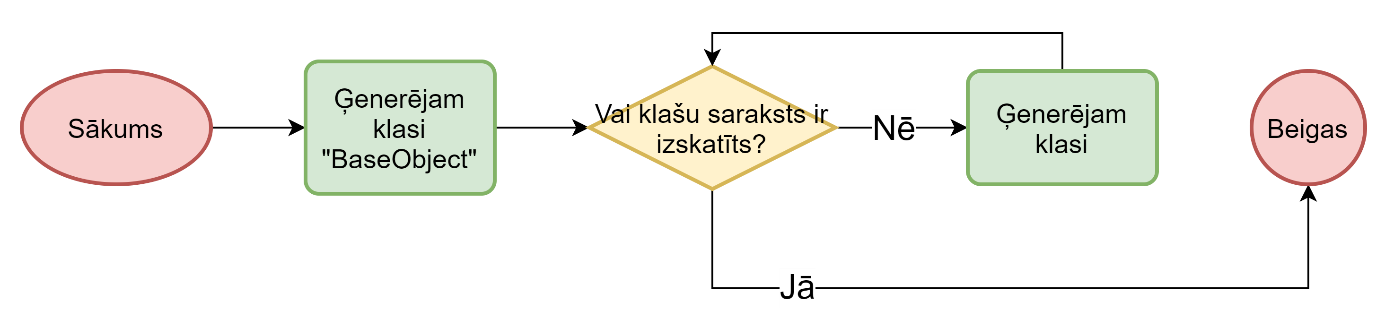 Sākums
Ģenerējam
klasi
"BaseObject"
Vai klašu saraksts ir
izskatīts?
Nē
Ģenerējam
klasi
Beigas
Jā